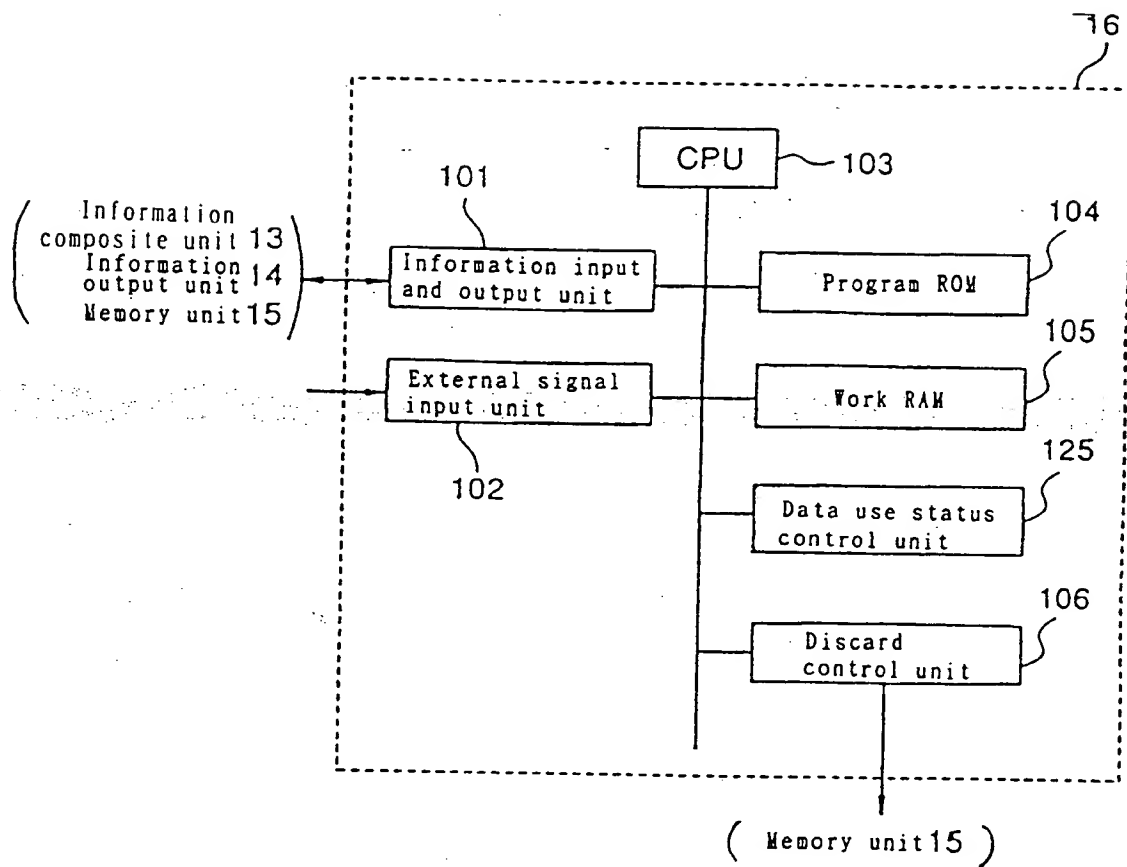 16
CPU
103
101
Information
composite unit 13
Information
output unit 14
Memory unit 15
Information input
and output unit
104
Program ROM
105
External signal
input unit
102
Work RAM
125
Data use status
control unit
106
Discard
control unit
( Memory unit 15 )